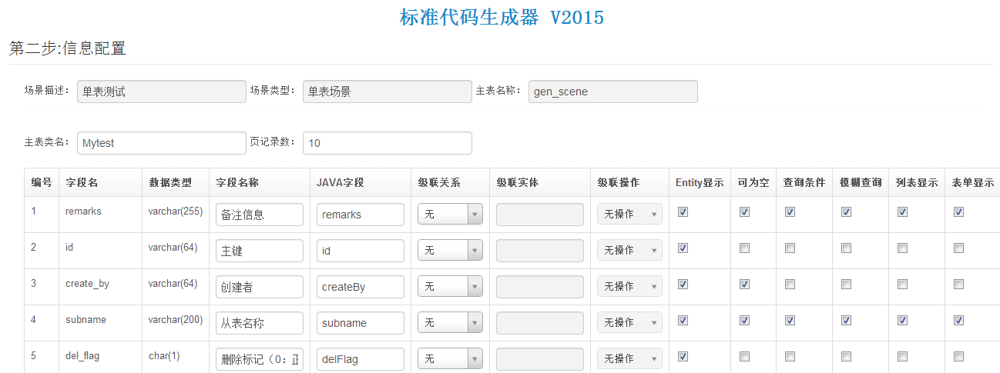 标准代码生成器 V2015
第二步:信息配置
场景描述: 单表测试 场景类型: 单表场景 主表名称: gen_scene
主表类名: Mytest 页记录数: 10
编号 字段名 数据类型 字段名称 JAVA字段 级联关系 级联实体 级联操作 Entity显示 可为空 查询条件 模糊查询 列表显示 表单显示
1 remarks varchar(255) 备注信息 remarks 无 无操作
2 id varchar(64) 主键 id 无 无操作
3 create_by varchar(64) 创建者 createBy 无 无操作
4 subname varchar(200) 从表名称 subname 无 无操作
5 del_flag char(1) 删除标记（0：正 delFlag 无 无操作